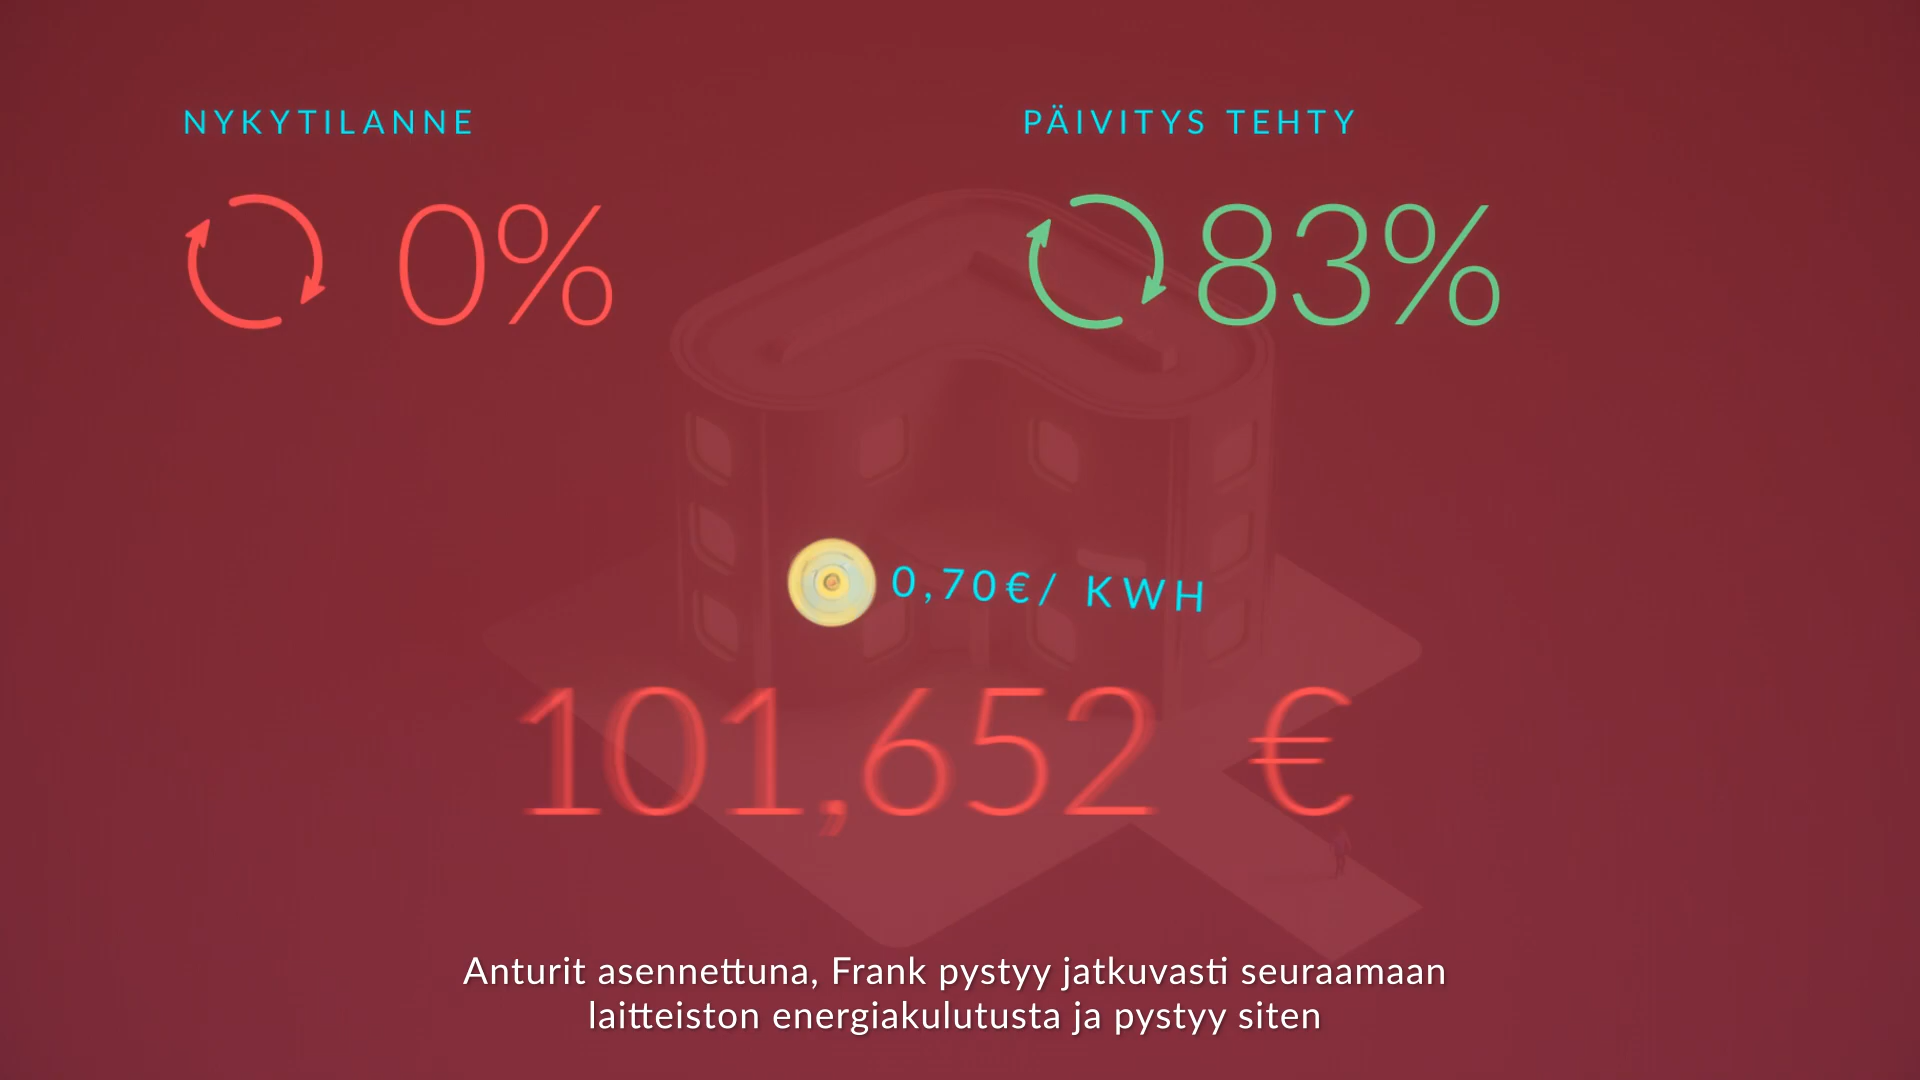 NYKYTILANNE
0%
PÄIVITYS TEHTY
83%
0,70€/ KWH
101,652 €
Anturit asennettuna, Frank pystyy jatkuvasti seuraamaan
laitteiston energiakulutusta ja pystyy siten